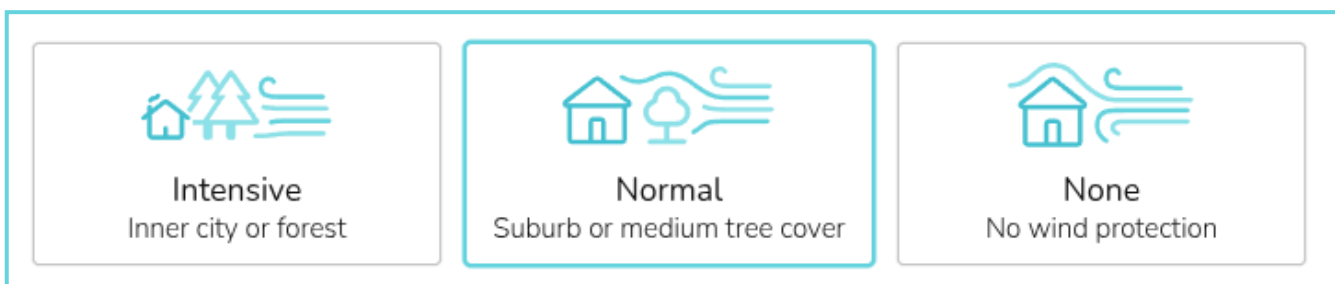 Intensive
Inner city or forest
Normal
Suburb or medium tree cover
None
No wind protection